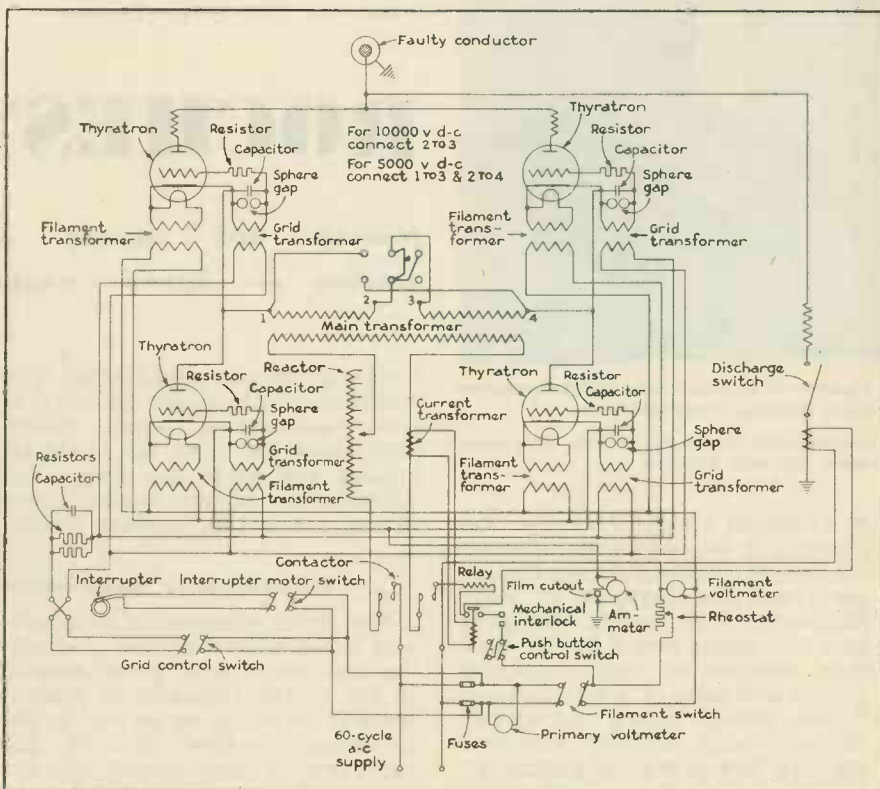 Faulty conductor
Thyratron
Resistor
Capacitor
Sphere
gap
Filament
transformer
Grid
transformer
For 10000 v d-c
connect 2 TO 3
For 5000 v d-c
connect 1 TO 3 & 2 TO 4
Thyratron
Resistor
Capacitor
Sphere
gap
Filament
trans-
former
Grid
transformer
1
2
3
4
Main transformer
Thyratron
Resistor
Capacitor
Sphere
gap
Grid
transformer
Filament
transformer
Reactor
Current
transformer
Thyratron
Resistor
Capacitor
Sphere
gap
Filament
trans-
former
Grid
transformer
Discharge
switch
Resistors
Capacitor
Interrupter
Interrupter motor switch
Grid control switch
Contactor
Relay
Film cutout
Mechanical
interlock
Push button
control switch
Am-
meter
Filament
voltmeter
Rheostat
Filament switch
Fuses
Primary voltmeter
60-cycle
a-c
supply